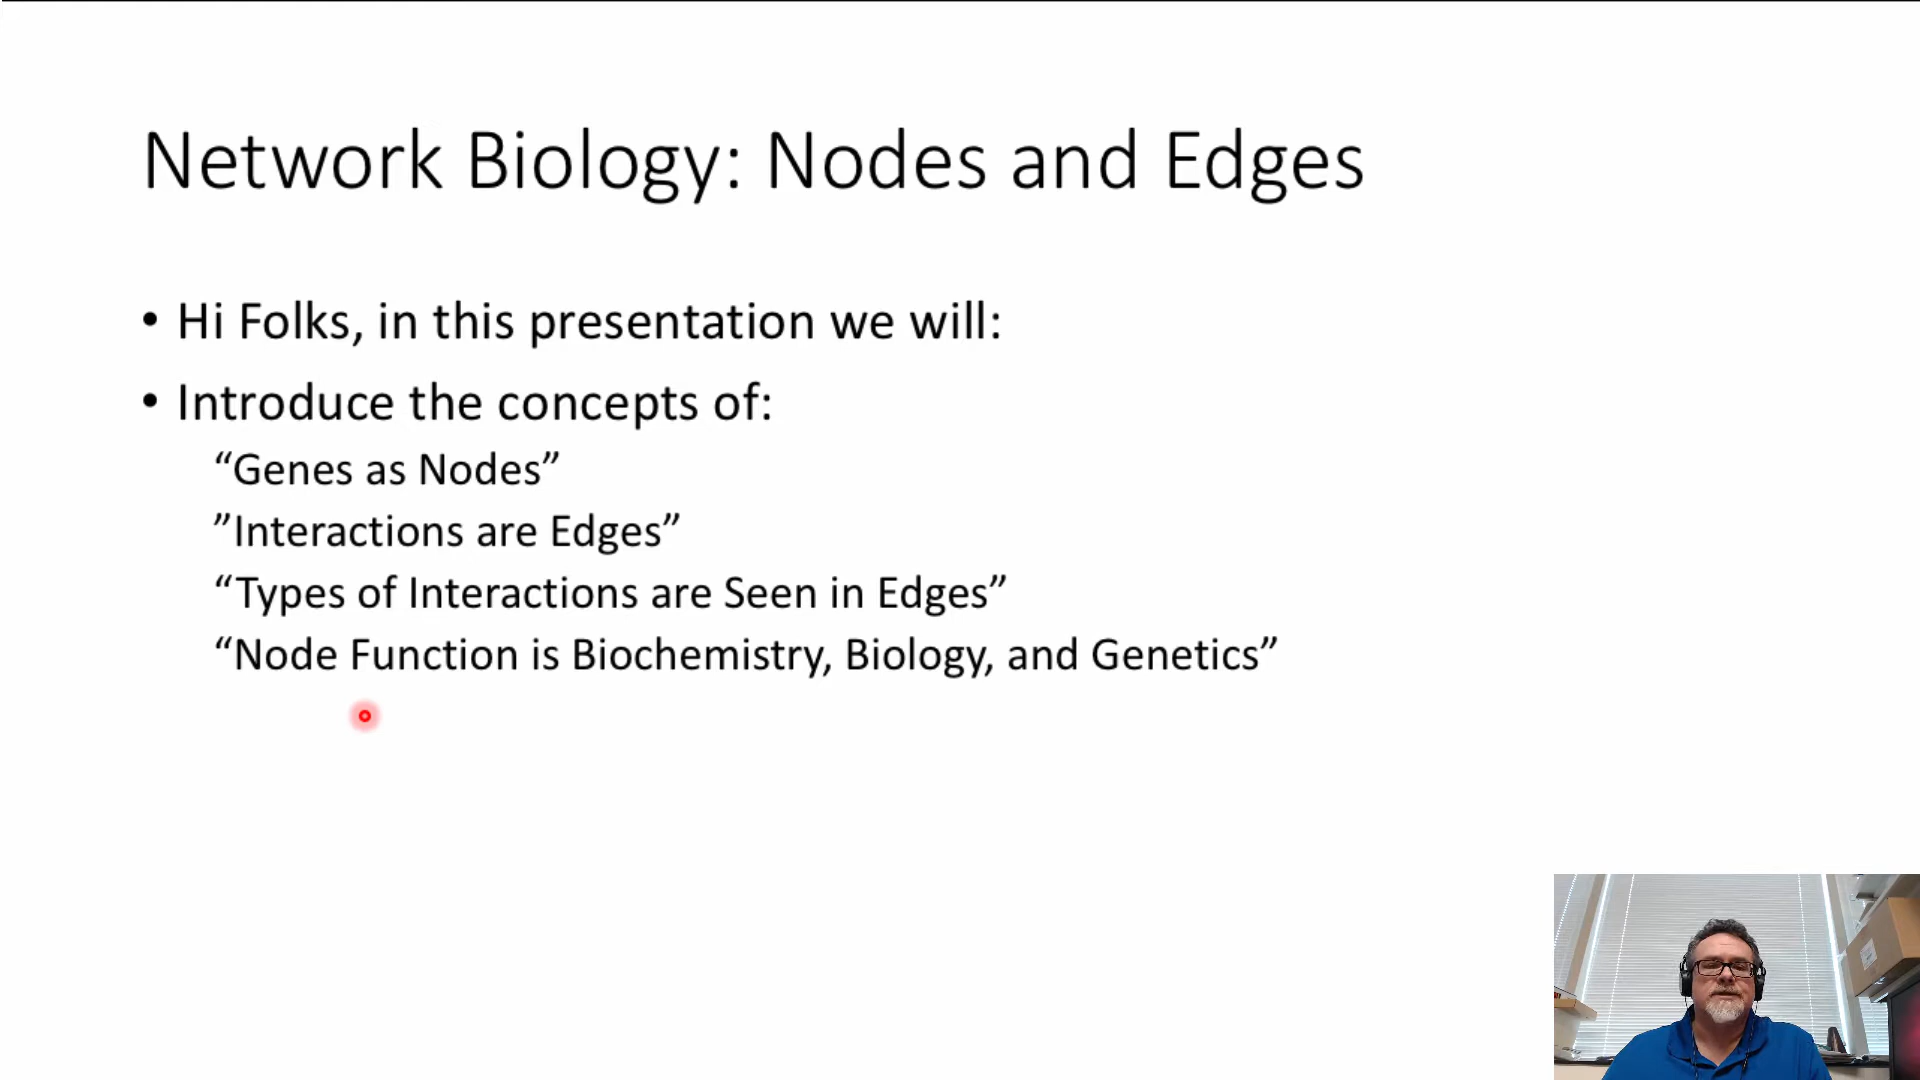 Network Biology: Nodes and Edges
• Hi Folks, in this presentation we will:
• Introduce the concepts of:
“Genes as Nodes”
”Interactions are Edges”
“Types of Interactions are Seen in Edges”
“Node Function is Biochemistry, Biology, and Genetics”